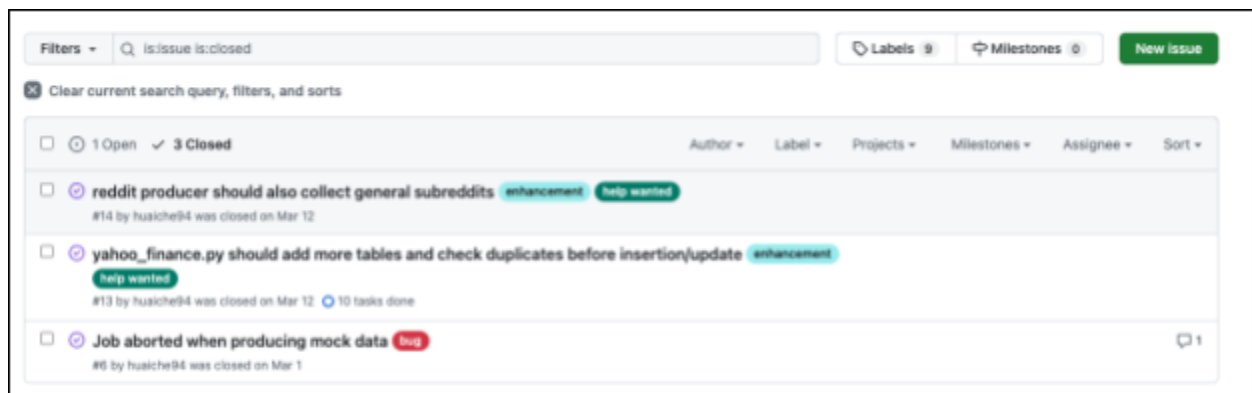 Filters
is:issue is:closed
Labels 9
Milestones 0
New issue
Clear current search query, filters, and sorts
1 Open 3 Closed
Author
Label
Projects
Milestones
Assignee
Sort
reddit producer should also collect general subreddits enhancement help wanted
#14 by huaiche94 was closed on Mar 12
yahoo_finance.py should add more tables and check duplicates before insertion/update enhancement
help wanted
#13 by huaiche94 was closed on Mar 12 10 tasks done
Job aborted when producing mock data bug
1
#6 by huaiche94 was closed on Mar 1